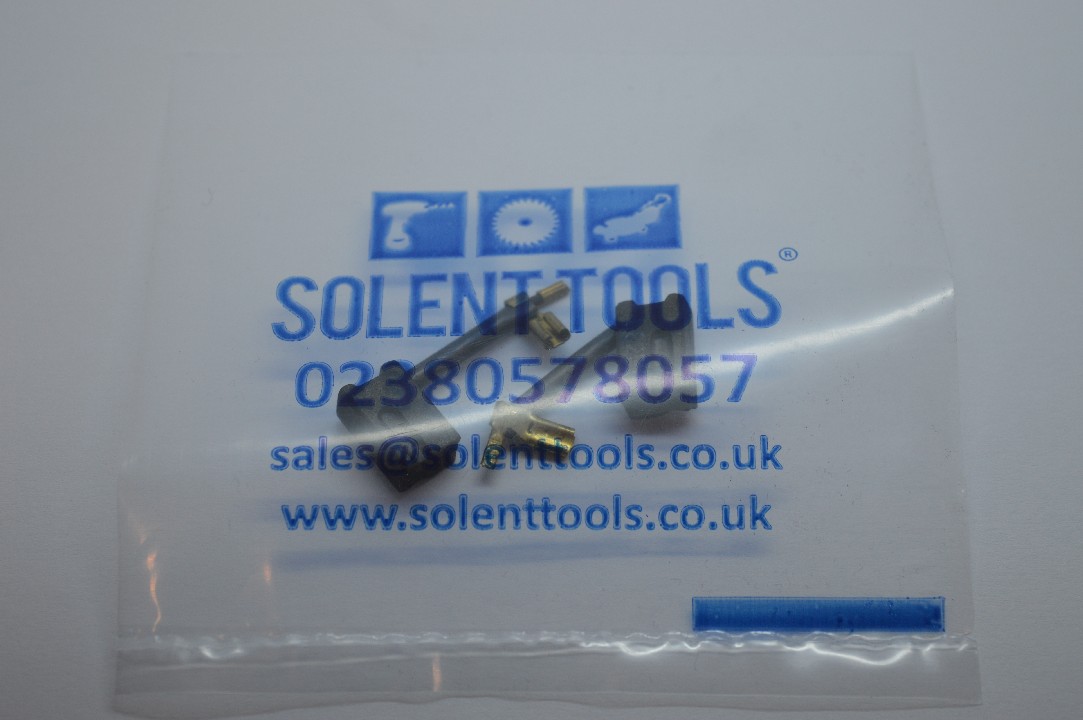 SOLENT TOOLS®
02380578057
sales@solenttools.co.uk
www.solenttools.co.uk